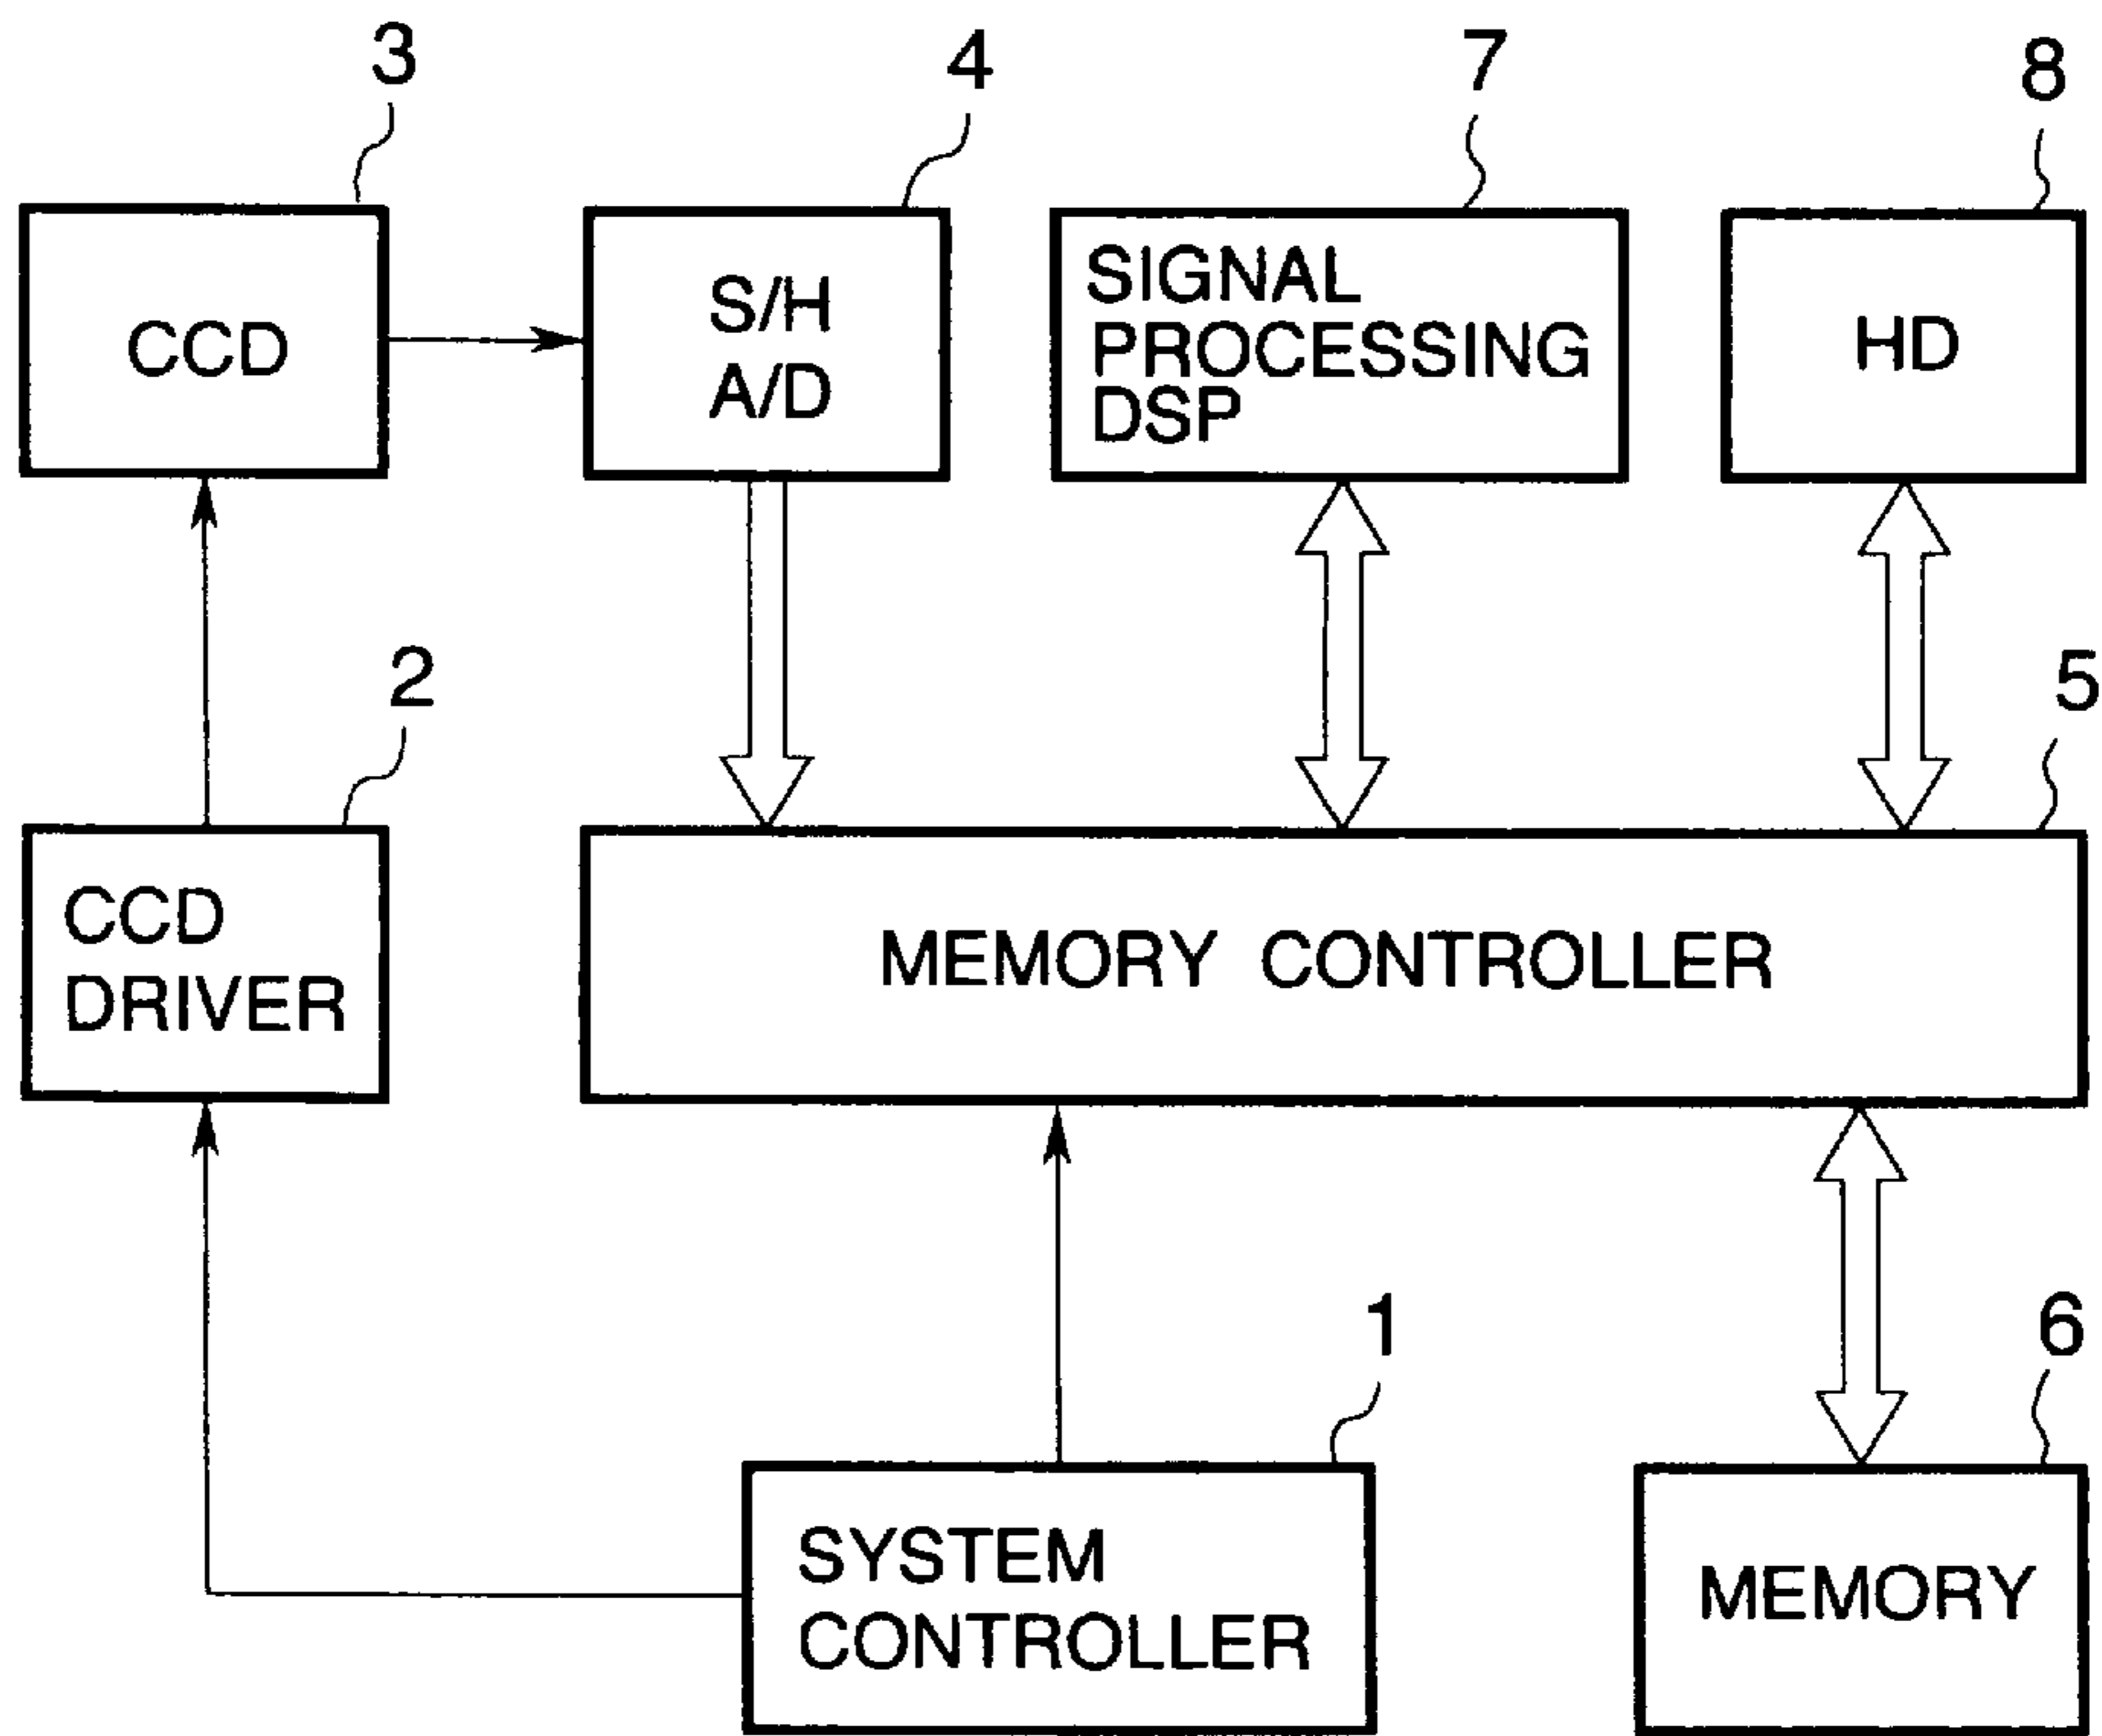 3
4
7
8
CCD
S/H
A/D
SIGNAL
PROCESSING
DSP
HD
2
5
CCD
DRIVER
MEMORY CONTROLLER
1
6
SYSTEM
CONTROLLER
MEMORY